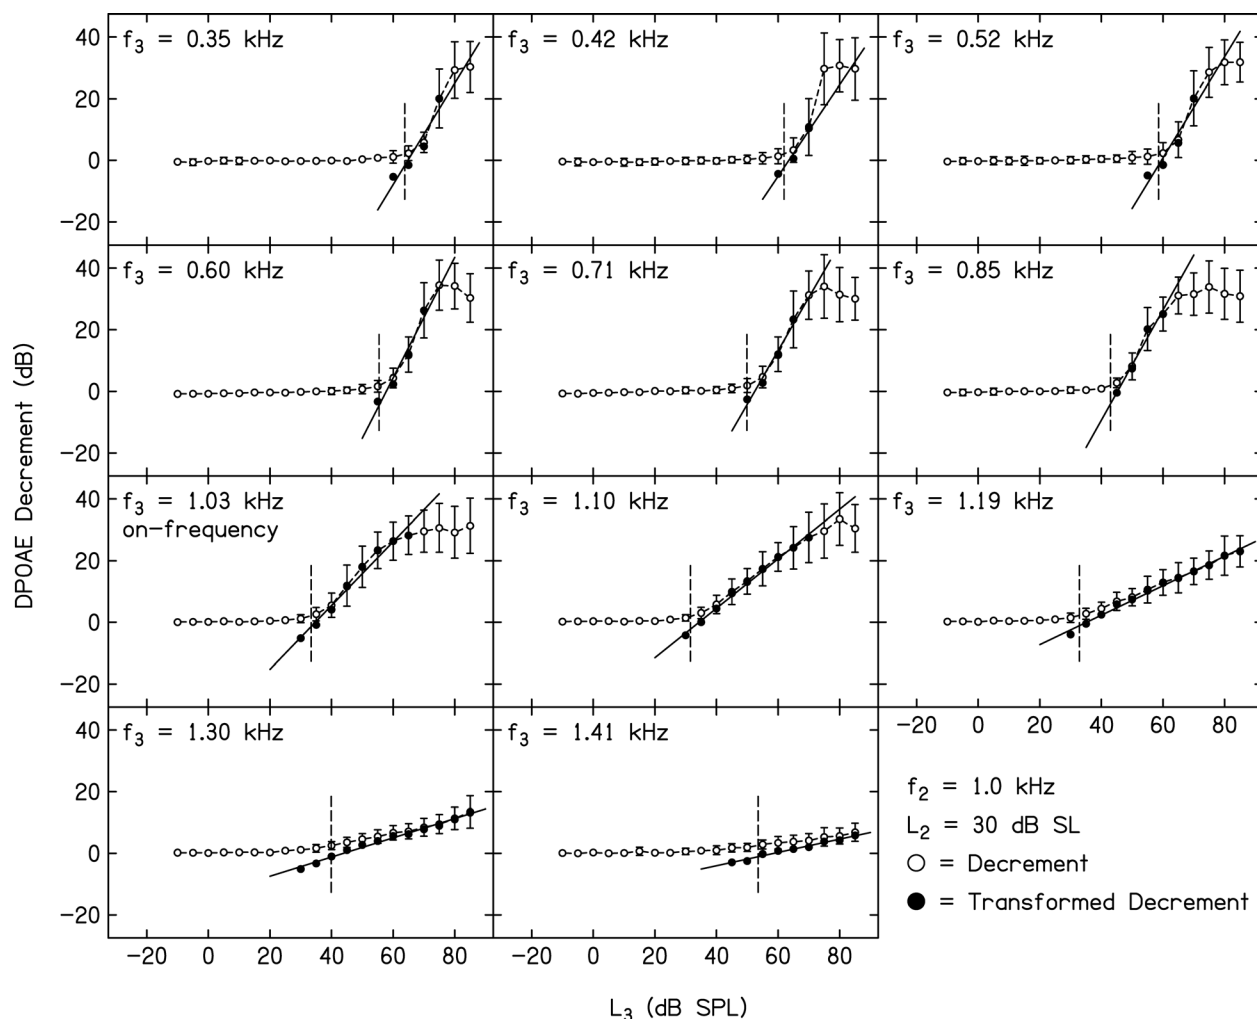 f3 = 0.35 kHz
f3 = 0.42 kHz
f3 = 0.52 kHz
40
20
0
−20
f3 = 0.60 kHz
f3 = 0.71 kHz
f3 = 0.85 kHz
40
20
0
−20
DPOAE Decrement (dB)
f3 = 1.03 kHz
on-frequency
f3 = 1.10 kHz
f3 = 1.19 kHz
40
20
0
−20
f3 = 1.30 kHz
f3 = 1.41 kHz
40
20
0
−20
−20 0 20 40 60 80
f2 = 1.0 kHz
L2 = 30 dB SL
○ = Decrement
● = Transformed Decrement
−20 0 20 40 60 80
−20 0 20 40 60 80
L3 (dB SPL)